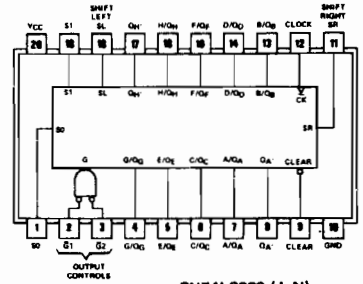 SHIFT LEFT
SHIFT RIGHT
VCC S1 SL QH' H/QH F/QF D/QD B/QB CLOCK SR
20 19 18 17 16 15 14 13 12 11
S1 SL QH' H/QH F/QF D/QD B/QB CK
S0 SR
G G/QG E/QE C/QC A/QA QA' CLEAR
1 2 3 4 5 6 7 8 9 10
S0 G̅1 G̅2 G/QG E/QE C/QC A/QA QA' CLEAR GND
OUTPUT
CONTROLS